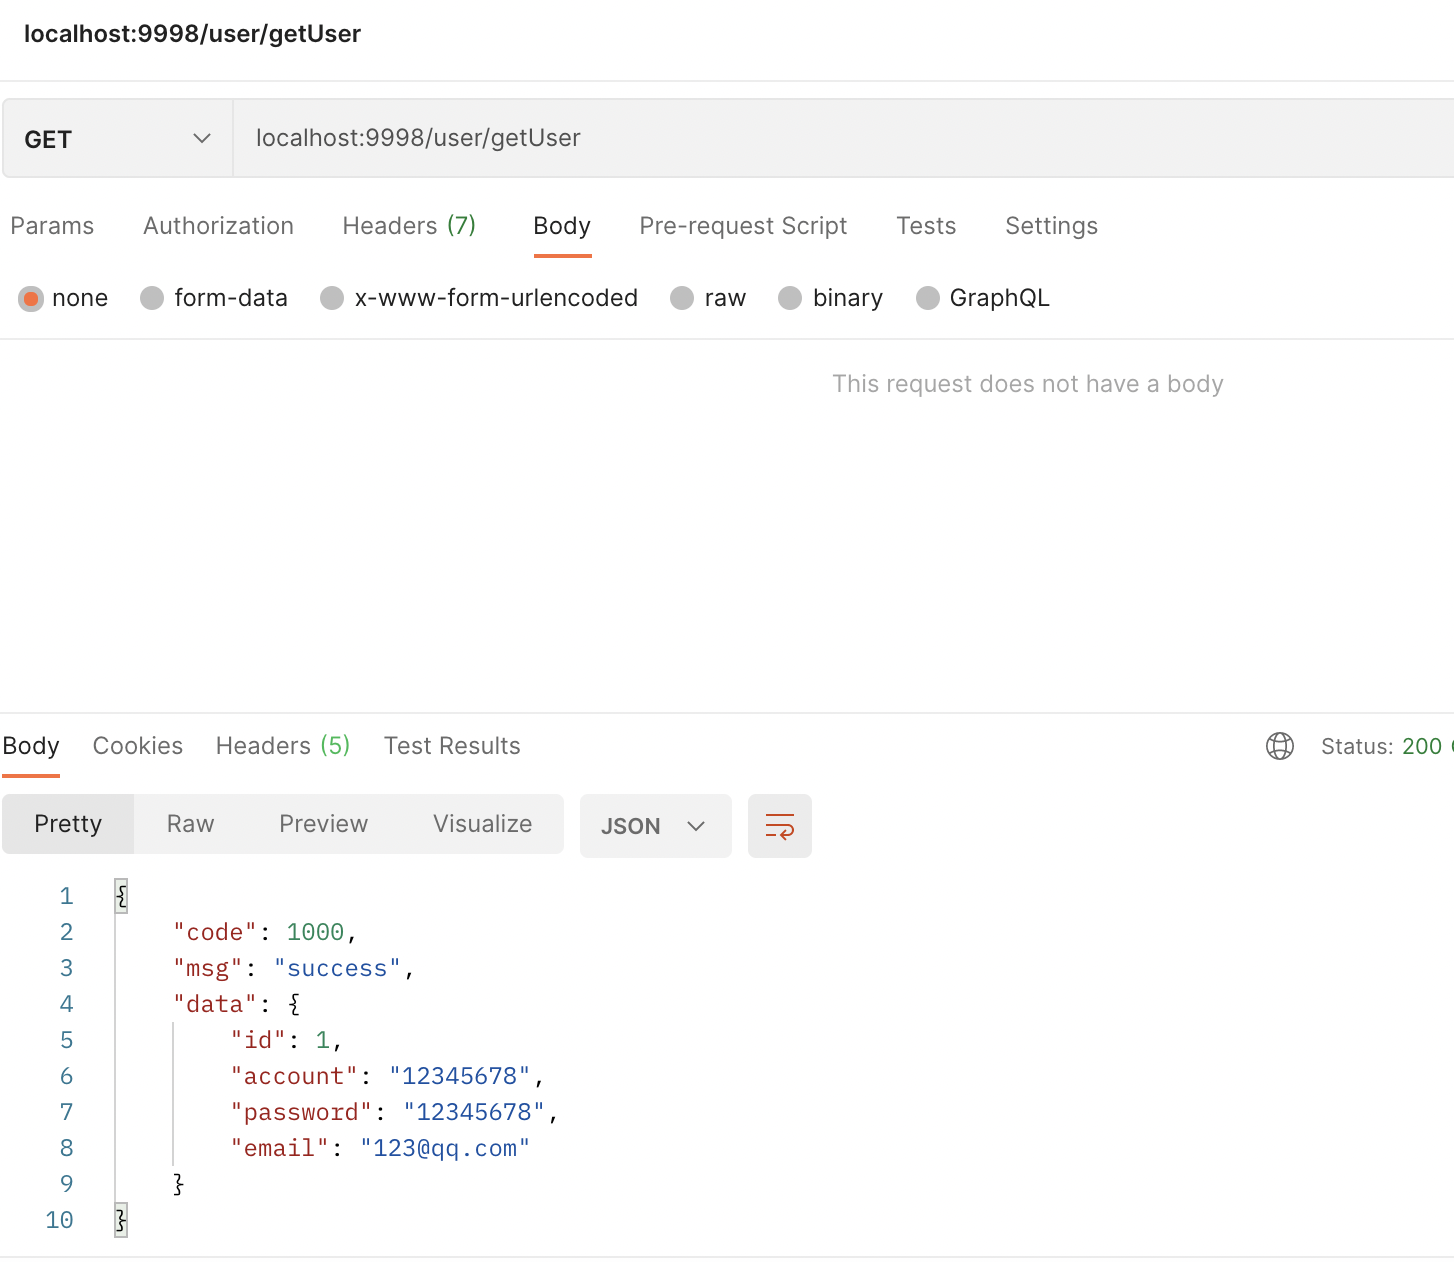 localhost:9998/user/getUser
GET localhost:9998/user/getUser
Params Authorization Headers (7) Body Pre-request Script Tests Settings
none form-data x-www-form-urlencoded raw binary GraphQL
This request does not have a body
Body Cookies Headers (5) Test Results Status: 200
Pretty Raw Preview Visualize JSON
1 {
2 "code": 1000,
3 "msg": "success",
4 "data": {
5 "id": 1,
6 "account": "12345678",
7 "password": "12345678",
8 "email": "123@qq.com"
9 }
10 }